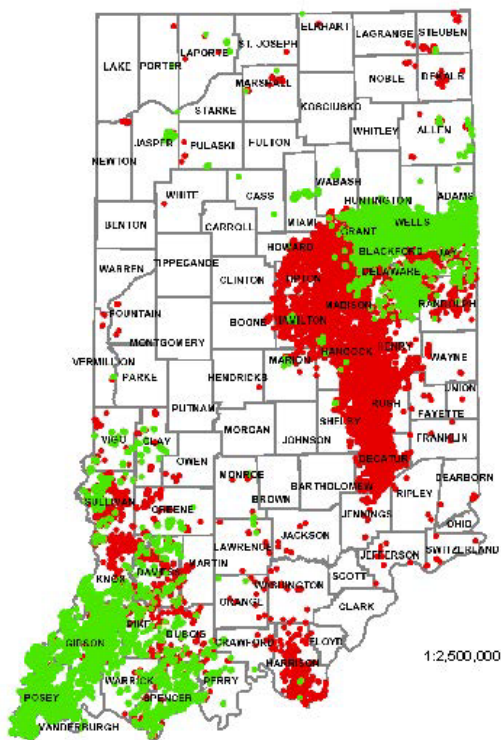 ELKHART
STEUBEN
LAGRANGE
ST. JOSEPH
LAPORTE
LAKE
PORTER
NOBLE
DEKALB
MARSHALL
KOSCIUSKO
STARKE
WHITLEY
ALLEN
JASPER
PULASKI
FULTON
NEWTON
WABASH
HUNTINGTON
ADAMS
WHITE
CASS
MIAMI
WELLS
GRANT
BENTON
CARROLL
HOWARD
BLACKFORD
JAY
WARREN
TIPPECANOE
CLINTON
TIPTON
DELAWARE
MADISON
RANDOLPH
FOUNTAIN
BOONE
HAMILTON
MONTGOMERY
HENRY
HANCOCK
WAYNE
VERMILLION
PARKE
HENDRICKS
MARION
UNION
RUSH
FAYETTE
PUTNAM
SHELBY
MORGAN
JOHNSON
FRANKLIN
VIGO
CLAY
OWEN
DECATUR
MONROE
BROWN
BARTHOLOMEW
DEARBORN
RIPLEY
SULLIVAN
GREENE
JENNINGS
OHIO
LAWRENCE
JACKSON
JEFFERSON
SWITZERLAND
KNOX
DAVIESS
MARTIN
SCOTT
WASHINGTON
ORANGE
CLARK
PIKE
DUBOIS
CRAWFORD
FLOYD
GIBSON
HARRISON
1:2,500,000
PERRY
WARRICK
SPENCER
POSEY
VANDERBURGH